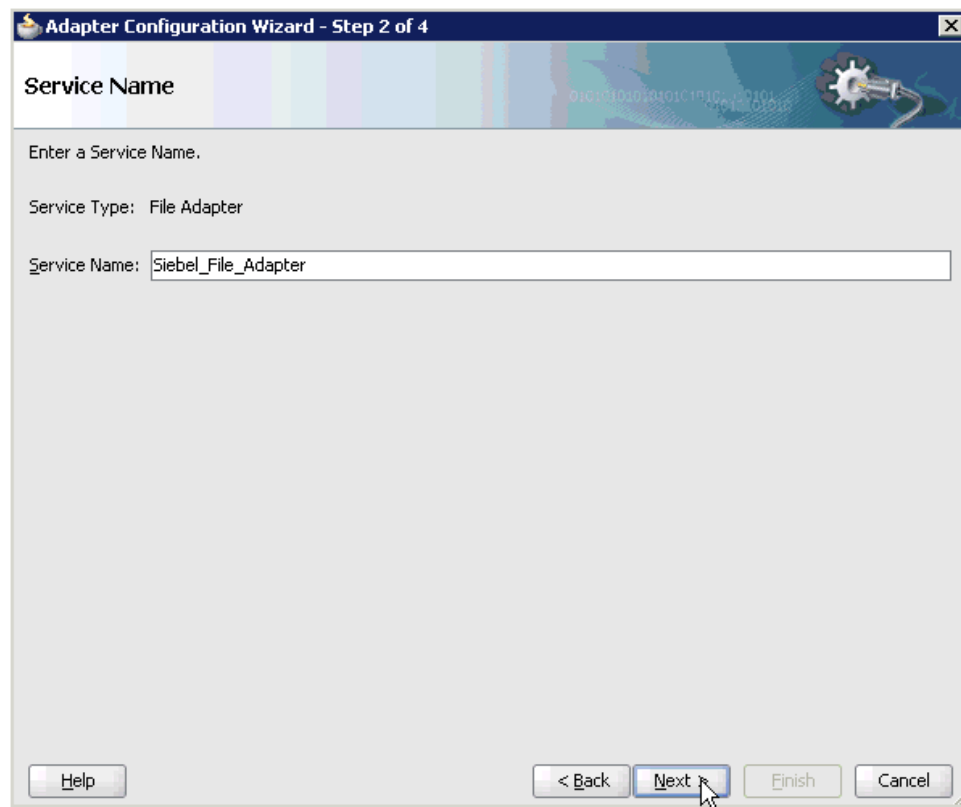 Adapter Configuration Wizard - Step 2 of 4
Service Name
Enter a Service Name.
Service Type: File Adapter
Service Name: Siebel_File_Adapter
Help < Back Next > Finish Cancel